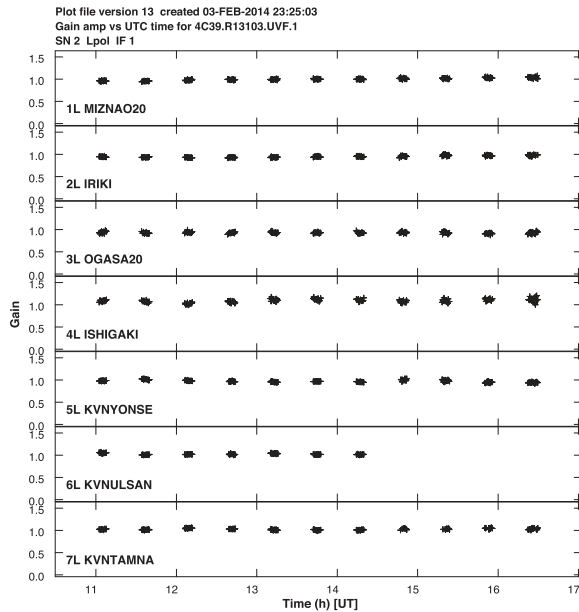 Plot file version 13 created 03-FEB-2014 23:25:03
Gain amp vs UTC time for 4C39.R13103.UVF.1
SN 2 Lpol IF 1
1.5
1.0
0.5
0.0
1L MIZNAO20
1.5
1.0
0.5
0.0
2L IRIKI
1.5
1.0
0.5
0.0
3L OGASA20
1.5
1.0
0.5
0.0
4L ISHIGAKI
1.5
1.0
0.5
0.0
5L KVNYONSE
1.5
1.0
0.5
0.0
6L KVNULSAN
1.5
1.0
0.5
0.0
7L KVNTAMNA
Gain
11 12 13 14 15 16 17
Time (h) [UT]